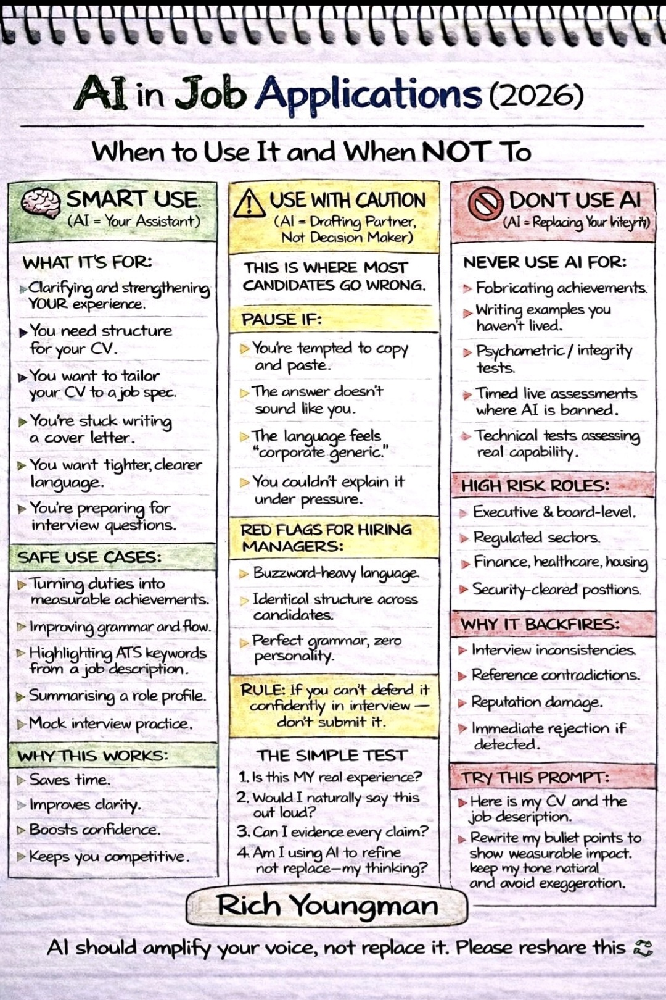 AI in Job Applications (2026)
When to Use It and When NOT To
SMART USE.
(AI = Your Assistant)
WHAT IT'S FOR:
Clarifying and strengthening
YOUR experience.
You need structure
for your CV.
You want to tailor
your CV to a job spec.
You're stuck writing
a cover letter.
You want tighter, clearer
language.
You're preparing for
interview questions.
SAFE USE CASES:
Turning duties into
measurable achievements.
Improving grammar and flow.
Highlighting ATS keywords
from a job description.
Summarising a role profile.
Mock interview practice.
WHY THIS WORKS:
Saves time.
Improves clarity.
Boosts confidence.
Keeps you competitive.
USE WITH CAUTION
(AI = Drafting Partner,
Not Decision Maker)
THIS IS WHERE MOST
CANDIDATES GO WRONG.
PAUSE IF:
You're tempted to copy
and paste.
The answer doesn't
sound like you.
The language feels
"corporate generic."
You couldn't explain it
under pressure.
RED FLAGS FOR HIRING
MANAGERS:
Buzzword-heavy language.
Identical structure across
candidates.
Perfect grammar, zero
personality.
RULE: If you can't defend it
confidently in interview —
don't submit it.
THE SIMPLE TEST
1. Is this MY real experience?
2. Would I naturally say this
out loud?
3. Can I evidence every claim?
4. Am I using AI to refine
not replace—my thinking?
DON'T USE AI
(AI = Replacing Your
NEVER USE AI FOR:
Fobricating achievements.
Writing examples you
haven't lived.
Psychametric / integrity
tests.
Timed live assessments
where AI is banned.
Technical tests assessing
real capability.
HIGH RISK ROLES:
Executive & board-level.
Regulated sectors.
Finance, healthcare, housing
Security-cleared posttions.
WHY IT BACKFIRES:
Interview inconsistencies.
Reference contradictions.
Reputation damage.
Immediate rejection if
detected.
TRY THIS PROMPT:
Here is my CV and the
job deseription.
Rewrite my bullet points to
show weasurable impact.
keep my tone natural
and avoid exeggeration.
Rich Youngman
AI should amplify your voice, not replace it. Please reshare this